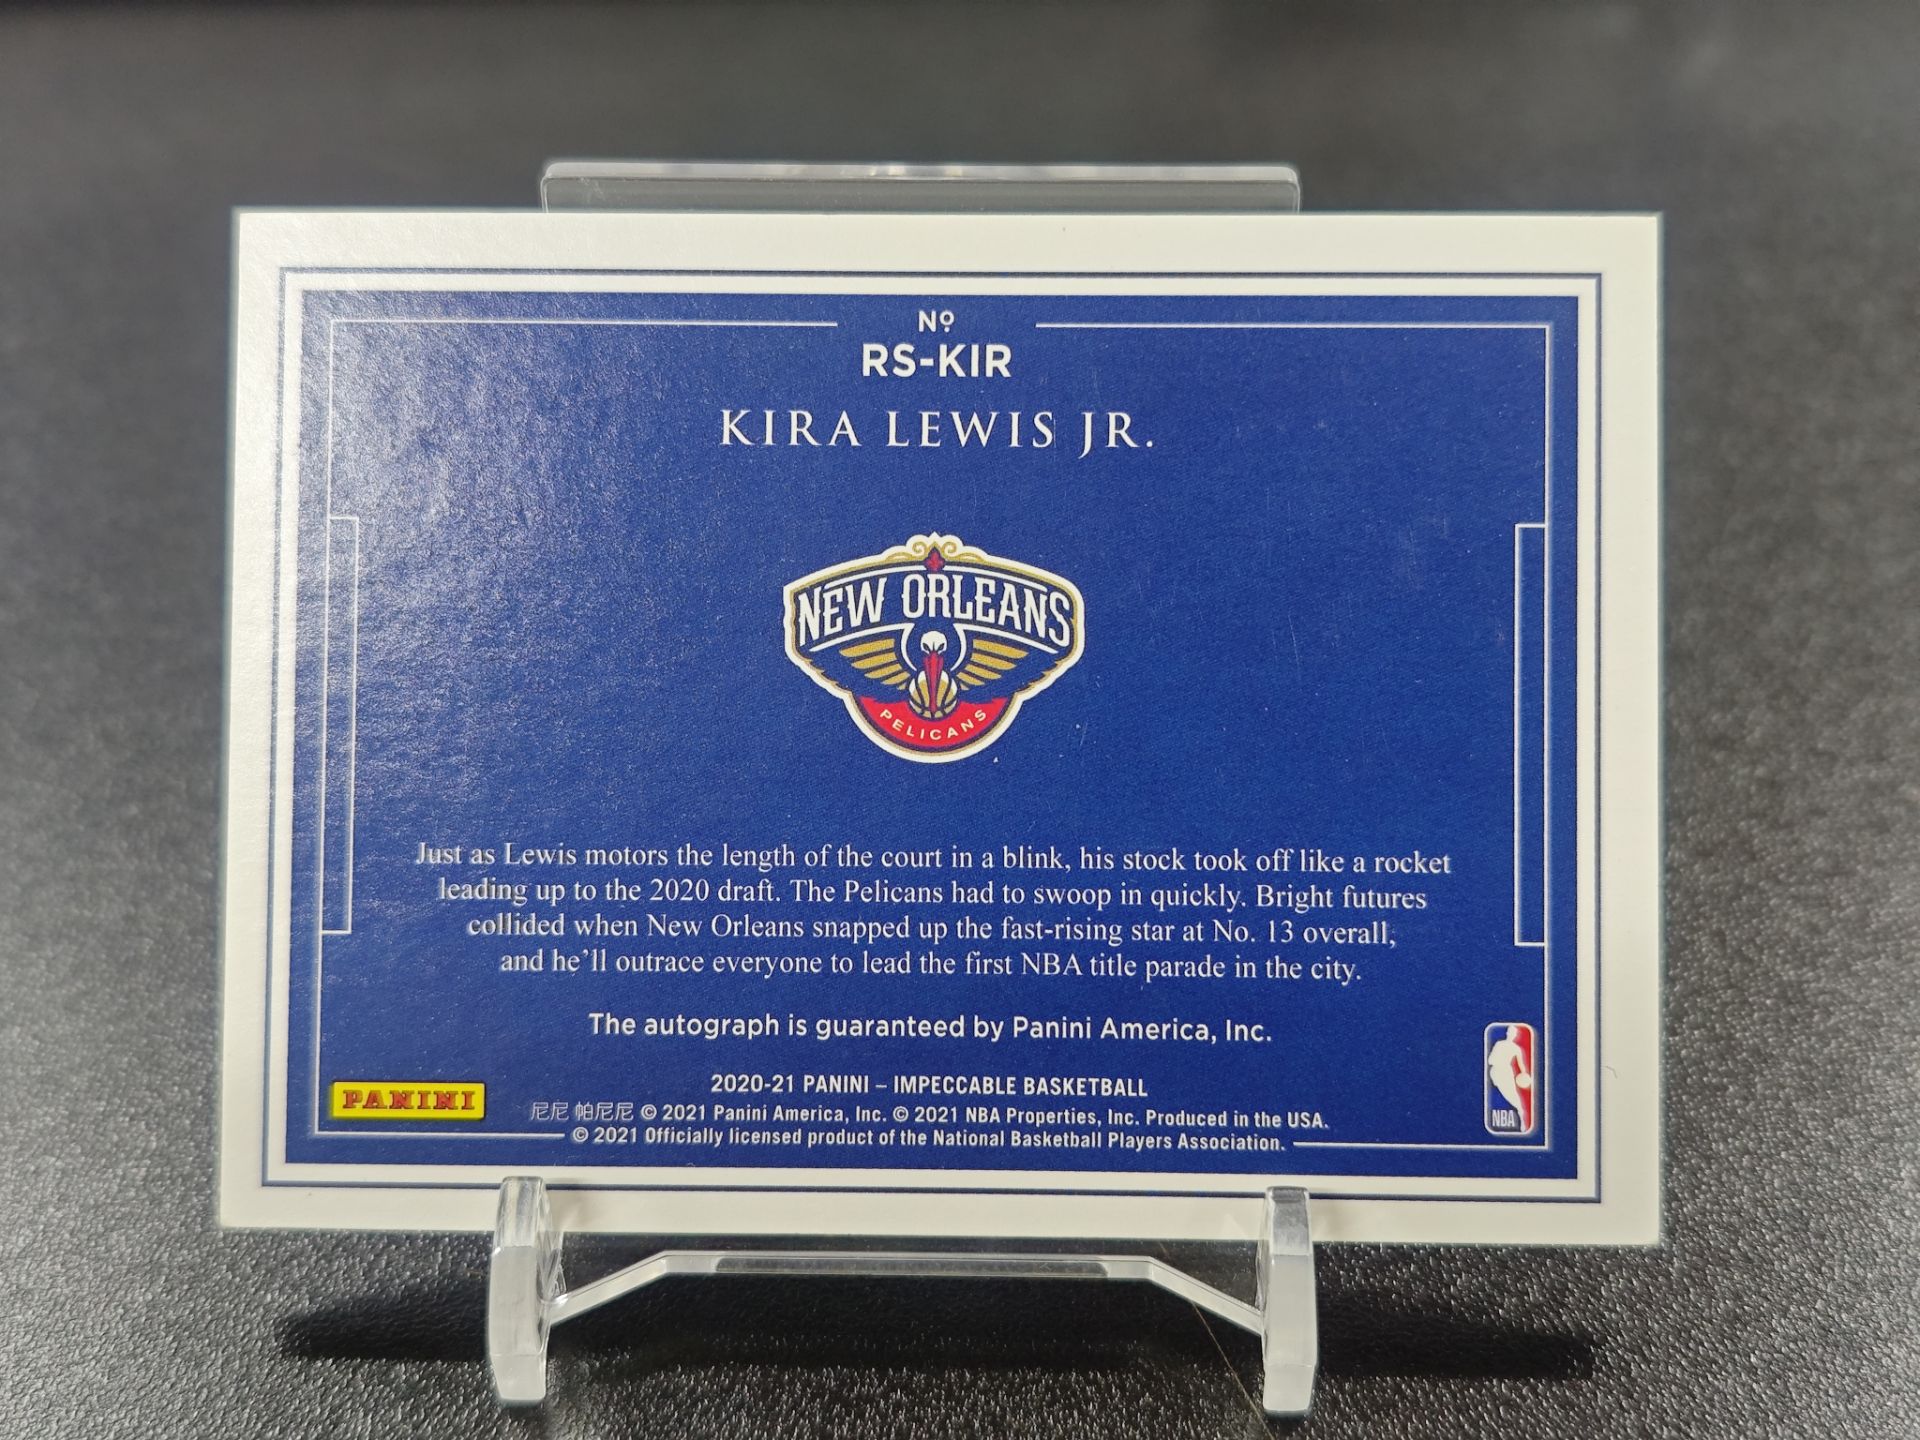 Nº
RS-KIR
KIRA LEWIS JR.
NEW ORLEANS
PELICANS
Just as Lewis motors the length of the court in a blink, his stock took off like a rocket
leading up to the 2020 draft. The Pelicans had to swoop in quickly. Bright futures
collided when New Orleans snapped up the fast-rising star at No. 13 overall,
and he’ll outrace everyone to lead the first NBA title parade in the city.
The autograph is guaranteed by Panini America, Inc.
PANINI
2020-21 PANINI – IMPECCABLE BASKETBALL
尼尼 帕尼尼 © 2021 Panini America, Inc. © 2021 NBA Properties, Inc. Produced in the USA.
© 2021 Officially licensed product of the National Basketball Players Association.
NBA